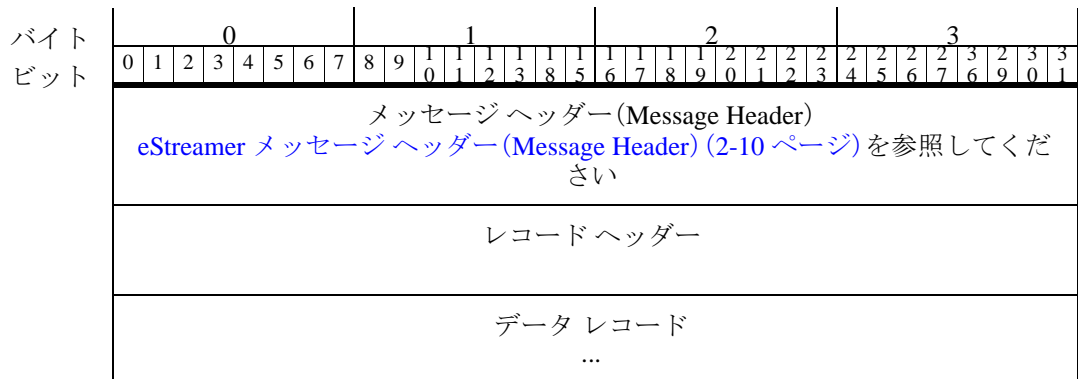 バイト 0 1 2 3
ビット 0 1 2 3 4 5 6 7 8 9 10 11 12 13 18 15 16 17 18 19 20 21 22 23 24 25 26 27 36 29 30 31
メッセージ ヘッダー(Message Header)
eStreamer メッセージ ヘッダー(Message Header)(2-10 ページ)を参照してくだ
さい
レコード ヘッダー
データ レコード
...